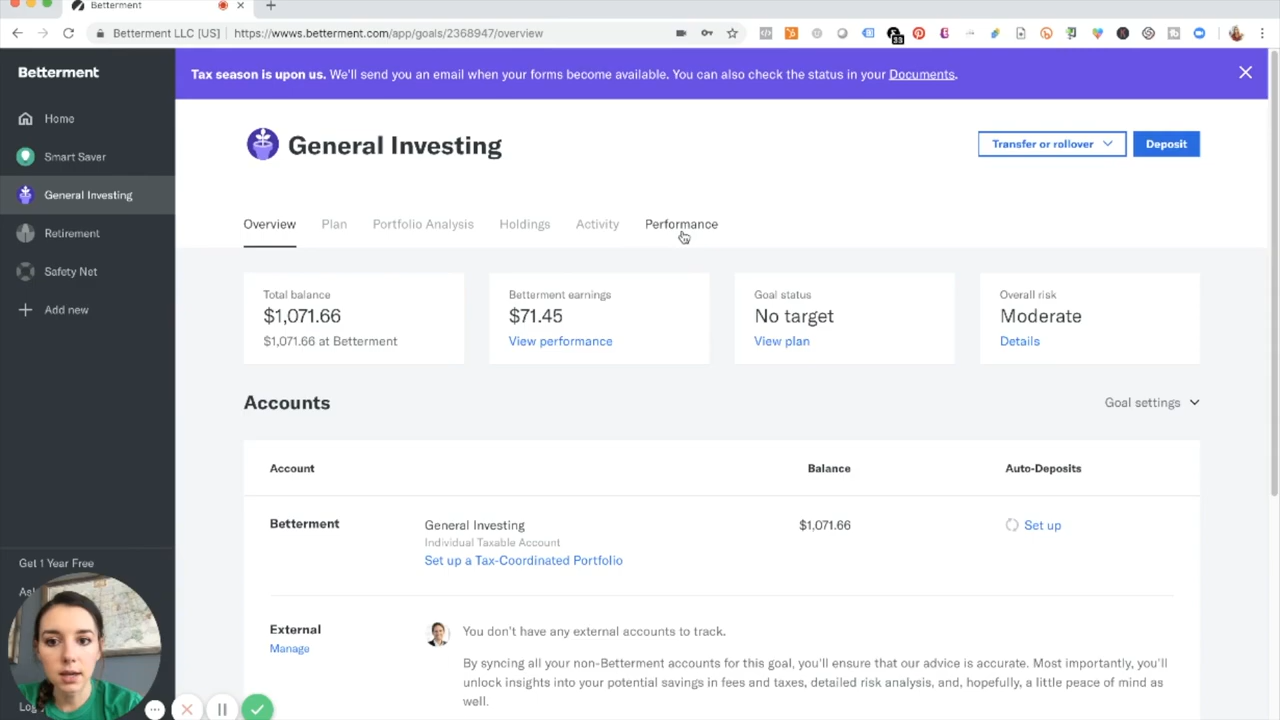 Betterment
Betterment LLC [US]
https://wwws.betterment.com/app/goals/2368947/overview
33
Betterment
Tax season is upon us. We'll send you an email when your forms become available. You can also check the status in your Documents.
Home
Smart Saver
General Investing
Retirement
Safety Net
Add new
Get 1 Year Free
General Investing
Transfer or rollover
Deposit
Overview
Plan
Portfolio Analysis
Holdings
Activity
Performance
Total balance
$1,071.66
$1,071.66 at Betterment
Betterment earnings
$71.45
View performance
Goal status
No target
View plan
Overall risk
Moderate
Details
Accounts
Goal settings
Account
Balance
Auto-Deposits
Betterment
General Investing
Individual Taxable Account
Set up a Tax-Coordinated Portfolio
$1,071.66
Set up
External
Manage
You don't have any external accounts to track.
By syncing all your non-Betterment accounts for this goal, you'll ensure that our advice is accurate. Most importantly, you'll
unlock insights into your potential savings in fees and taxes, detailed risk analysis, and, hopefully, a little peace of mind as
well.